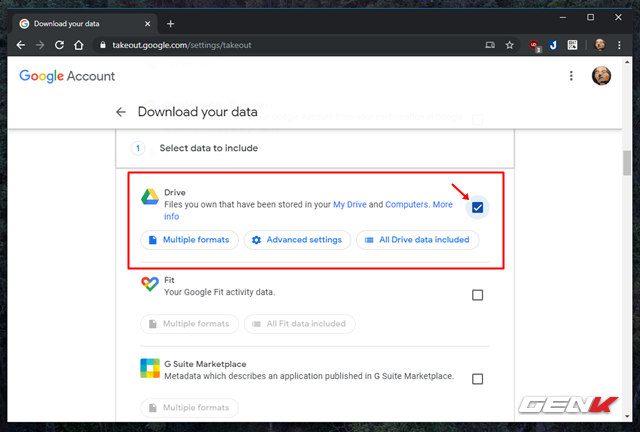 Download your data
takeout.google.com/settings/takeout
Google Account
Download your data
1 Select data to include
Drive
Files you own that have been stored in your My Drive and Computers. More
info
Multiple formats Advanced settings All Drive data included
Fit
Your Google Fit activity data.
Multiple formats All Fit data included
G Suite Marketplace
Metadata which describes an application published in G Suite Marketplace.
Multiple formats
GENK